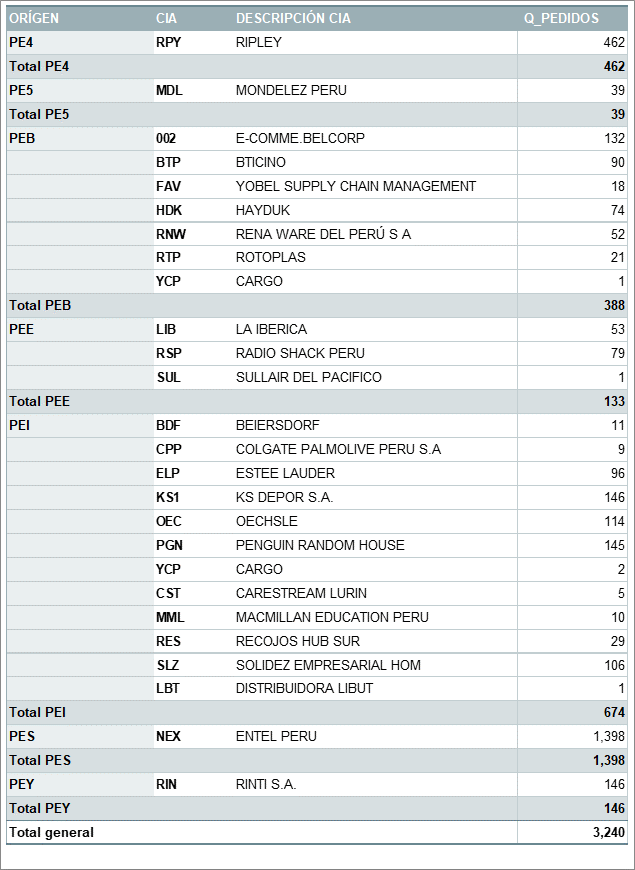 ORÍGEN CIA DESCRIPCIÓN CIA Q_PEDIDOS
PE4 RPY RIPLEY 462
Total PE4 462
PE5 MDL MONDELEZ PERU 39
Total PE5 39
PEB 002 E-COMME.BELCORP 132
BTP BTICINO 90
FAV YOBEL SUPPLY CHAIN MANAGEMENT 18
HDK HAYDUK 74
RNW RENA WARE DEL PERÚ S A 52
RTP ROTOPLAS 21
YCP CARGO 1
Total PEB 388
PEE LIB LA IBERICA 53
RSP RADIO SHACK PERU 79
SUL SULLAIR DEL PACIFICO 1
Total PEE 133
PEI BDF BEIERSDORF 11
CPP COLGATE PALMOLIVE PERU S.A 9
ELP ESTEE LAUDER 96
KS1 KS DEPOR S.A. 146
OEC OECHSLE 114
PGN PENGUIN RANDOM HOUSE 145
YCP CARGO 2
CST CARESTREAM LURIN 5
MML MACMILLAN EDUCATION PERU 10
RES RECOJOS HUB SUR 29
SLZ SOLIDEZ EMPRESARIAL HOM 106
LBT DISTRIBUIDORA LIBUT 1
Total PEI 674
PES NEX ENTEL PERU 1,398
Total PES 1,398
PEY RIN RINTI S.A. 146
Total PEY 146
Total general 3,240